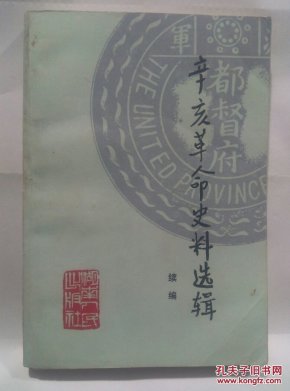 軍
都督府
THE UNITED PROVINCE
辛亥革命史料选辑
续编
湖南人民出版社
孔夫子旧书网